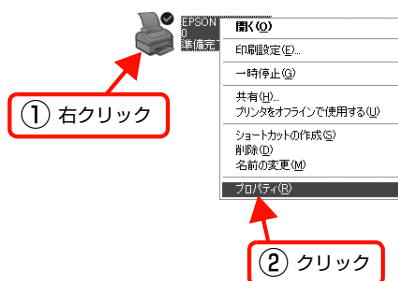 EPSON
0
準備完了
開く(O)
印刷設定(E)...
一時停止(G)
共有(H)...
プリンタをオフラインで使用する(U)
ショートカットの作成(S)
削除(D)
名前の変更(M)
プロパティ(R)
① 右クリック
② クリック